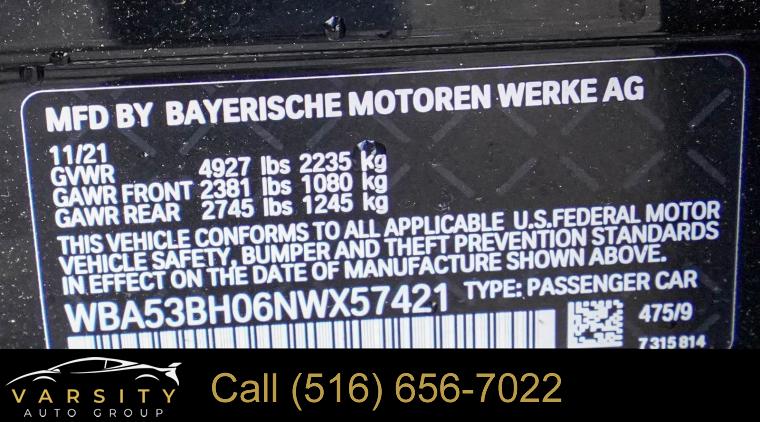 MFD BY BAYERISCHE MOTOREN WERKE AG
11/21
GVWR 4927 lbs 2235 kg
GAWR FRONT 2381 lbs 1080 kg
GAWR REAR 2745 lbs 1245 kg
THIS VEHICLE CONFORMS TO ALL APPLICABLE U.S.FEDERAL MOTOR
VEHICLE SAFETY, BUMPER AND THEFT PREVENTION STANDARDS
IN EFFECT ON THE DATE OF MANUFACTURE SHOWN ABOVE.
WBA53BH06NWX57421 TYPE: PASSENGER CAR
475/9
7315814
VARSITY
AUTO GROUP
Call (516) 656-7022